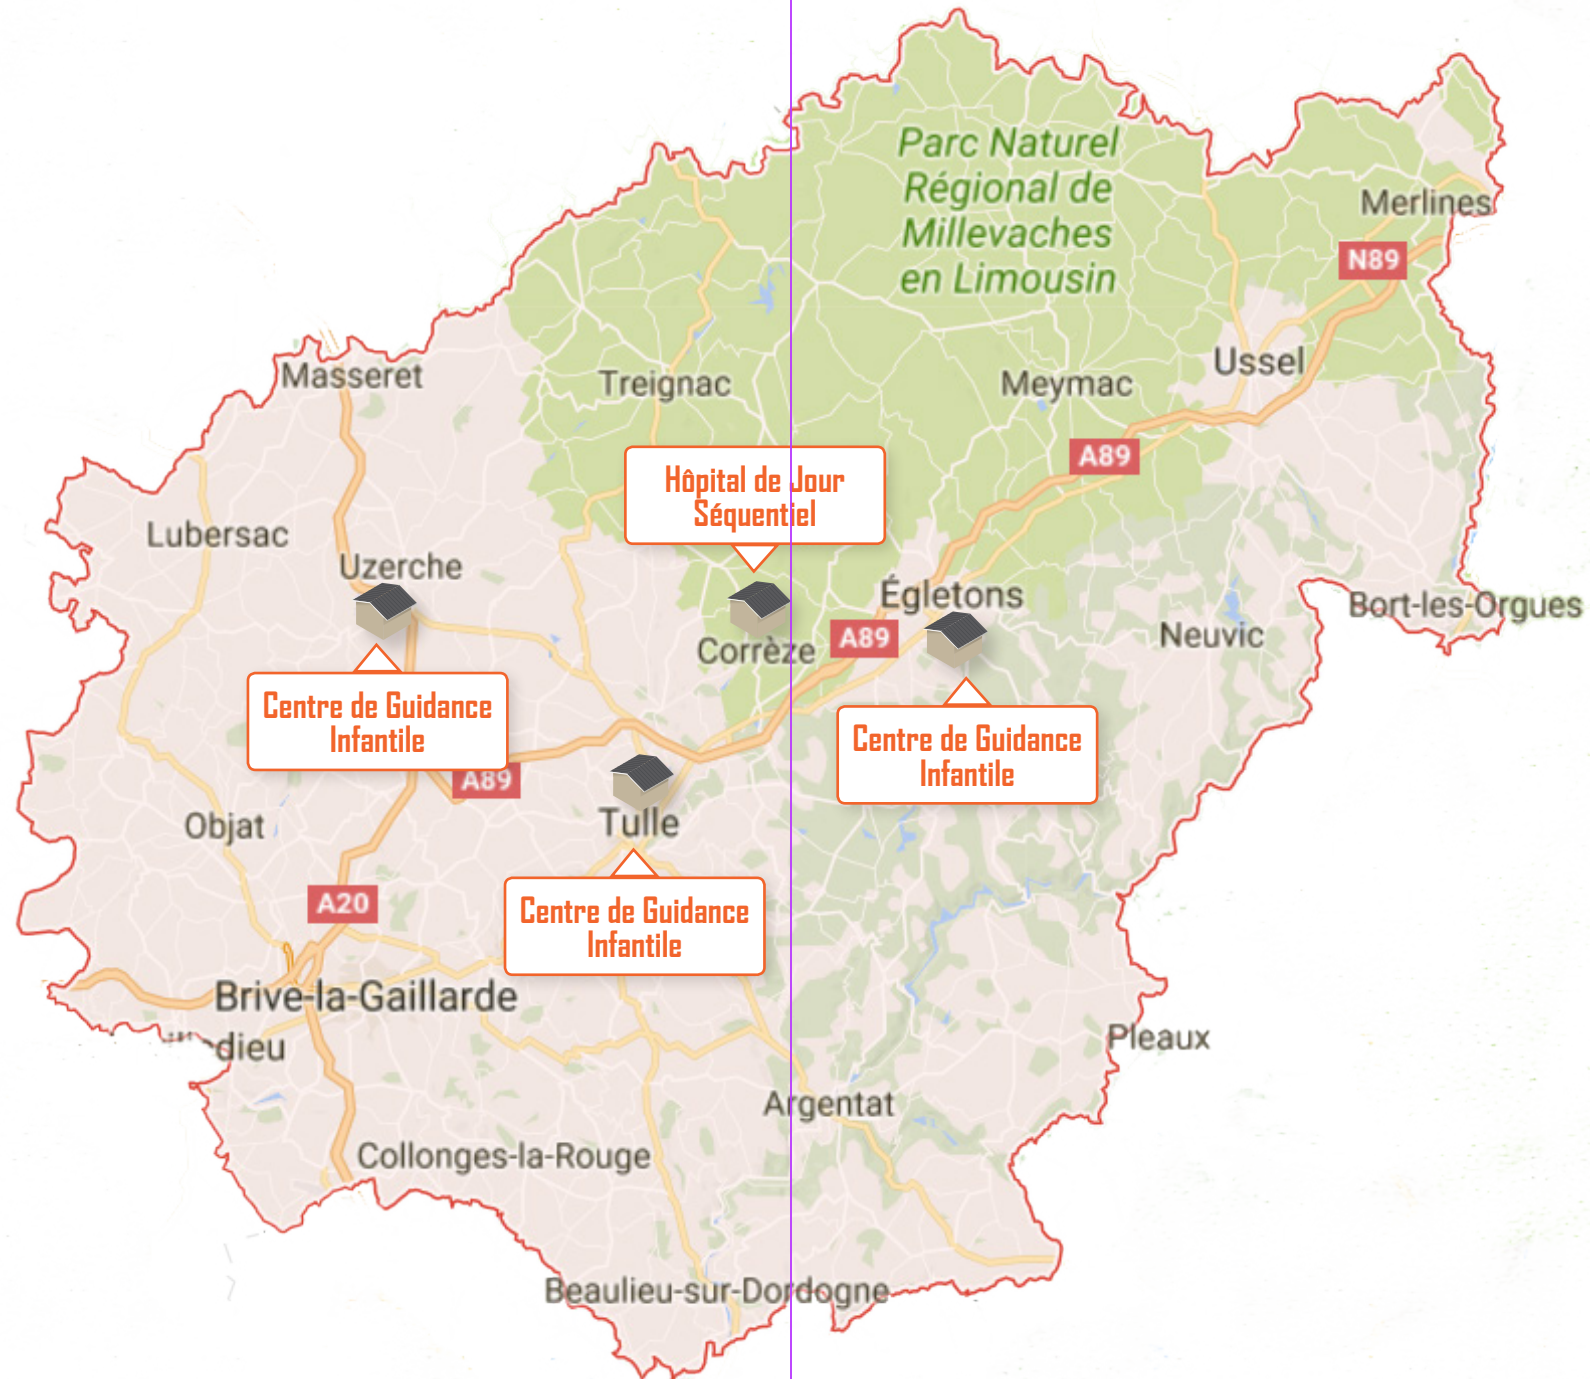 Parc Naturel
Régional de
Millevaches
en Limousin
Merlines
N89
Ussel
Masseret
Treignac
Meymac
A89
Hôpital de Jour
Séquentiel
Lubersac
Uzerche
Égletons
Bort-les-Orgues
Corrèze
A89
Neuvic
Centre de Guidance
Infantile
Centre de Guidance
Infantile
A89
Objat
Tulle
A20
Centre de Guidance
Infantile
Brive-la-Gaillarde
dieu
Pleaux
Argentat
Collonges-la-Rouge
Beaulieu-sur-Dordogne